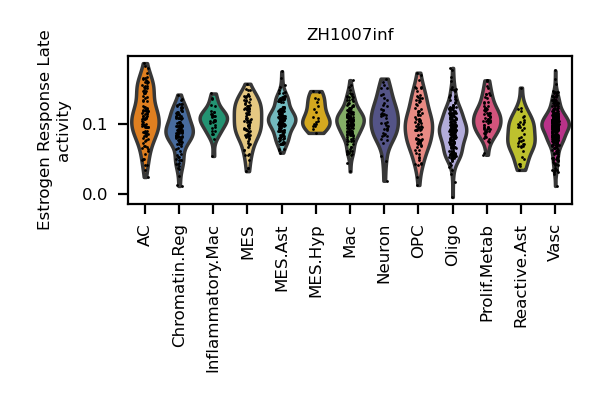 ZH1007inf
Estrogen Response Late
activity
0.1
0.0
AC
Chromatin.Reg
Inflammatory.Mac
MES
MES.Ast
MES.Hyp
Mac
Neuron
OPC
Oligo
Prolif.Metab
Reactive.Ast
Vasc